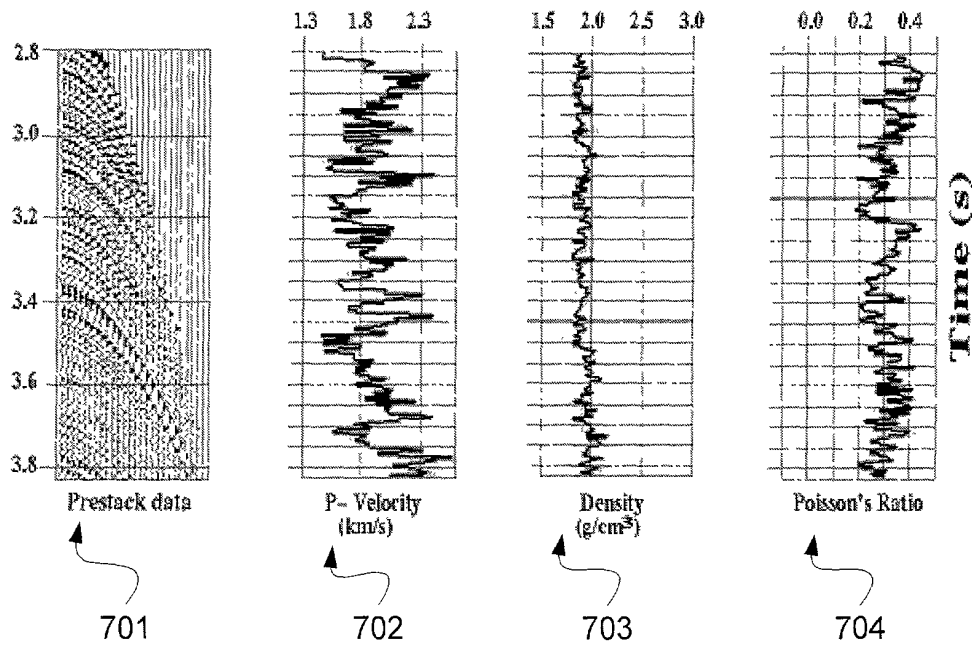 1.3 1.8 2.3
1.5 2.0 2.5 3.0
0.0 0.2 0.4
2.8
3.0
3.2
3.4
3.6
3.8
Time (s)
Prestack data
P- Velocity
(km/s)
Density
(g/cm3)
Poisson's Ratio
701
702
703
704